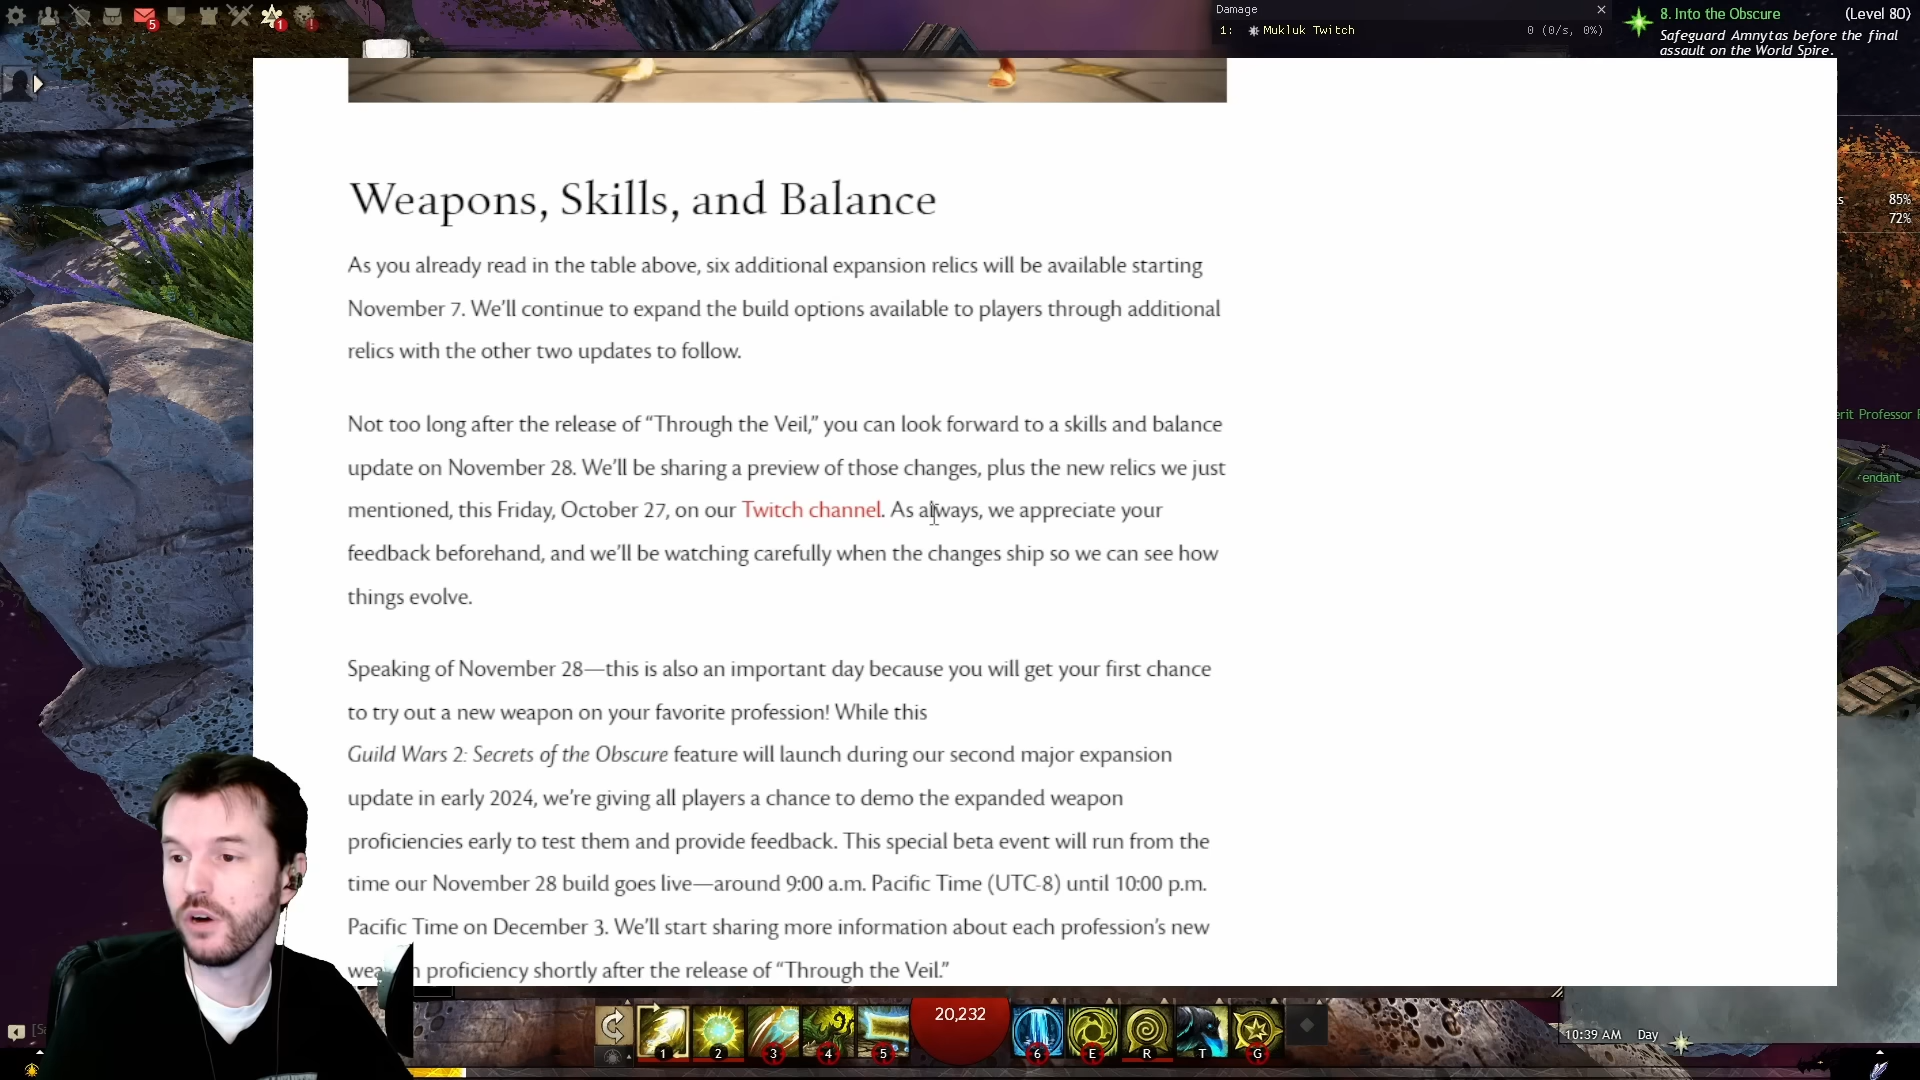 Damage
1: Mukluk Twitch 0 (0/s, 0%)
8. Into the Obscure (Level 80)
Safeguard Amnytas before the final
assault on the World Spire.
5
1
Weapons, Skills, and Balance
As you already read in the table above, six additional expansion relics will be available starting
November 7. We’ll continue to expand the build options available to players through additional
relics with the other two updates to follow.
Not too long after the release of “Through the Veil,” you can look forward to a skills and balance
update on November 28. We’ll be sharing a preview of those changes, plus the new relics we just
mentioned, this Friday, October 27, on our Twitch channel. As always, we appreciate your
feedback beforehand, and we’ll be watching carefully when the changes ship so we can see how
things evolve.
Speaking of November 28—this is also an important day because you will get your first chance
to try out a new weapon on your favorite profession! While this
Guild Wars 2: Secrets of the Obscure feature will launch during our second major expansion
update in early 2024, we’re giving all players a chance to demo the expanded weapon
proficiencies early to test them and provide feedback. This special beta event will run from the
time our November 28 build goes live—around 9:00 a.m. Pacific Time (UTC-8) until 10:00 p.m.
Pacific Time on December 3. We’ll start sharing more information about each profession’s new
proficiency shortly after the release of “Through the Veil.”
85%
72%
Professor
endant
20,232
1 2 3 4 5 6 E R T G
10:39 AM Day